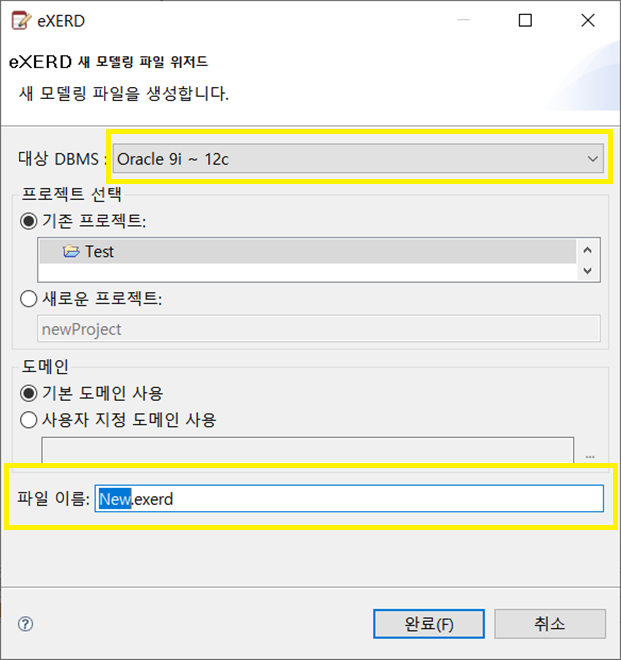 eXERD
eXERD 새 모델링 파일 위저드
새 모델링 파일을 생성합니다.
대상 DBMS : Oracle 9i ~ 12c
프로젝트 선택
기존 프로젝트:
Test
새로운 프로젝트:
newProject
도메인
기본 도메인 사용
사용자 지정 도메인 사용
...
파일 이름: New.exerd
? 완료(F) 취소